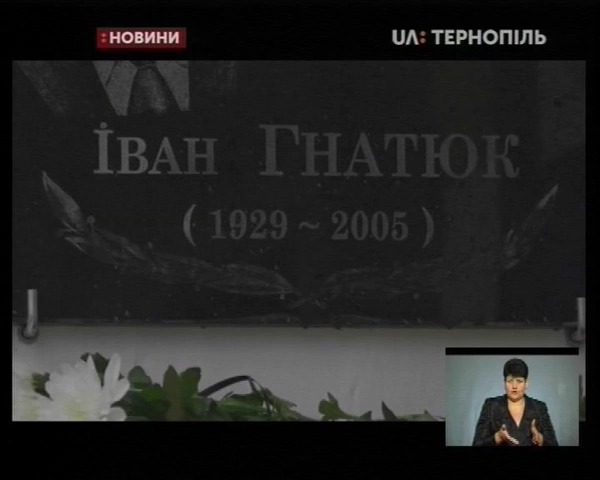 :НОВИНИ
UA: ТЕРНОПІЛЬ
ІВАН ГНАТЮК
( 1929 ~ 2005 )